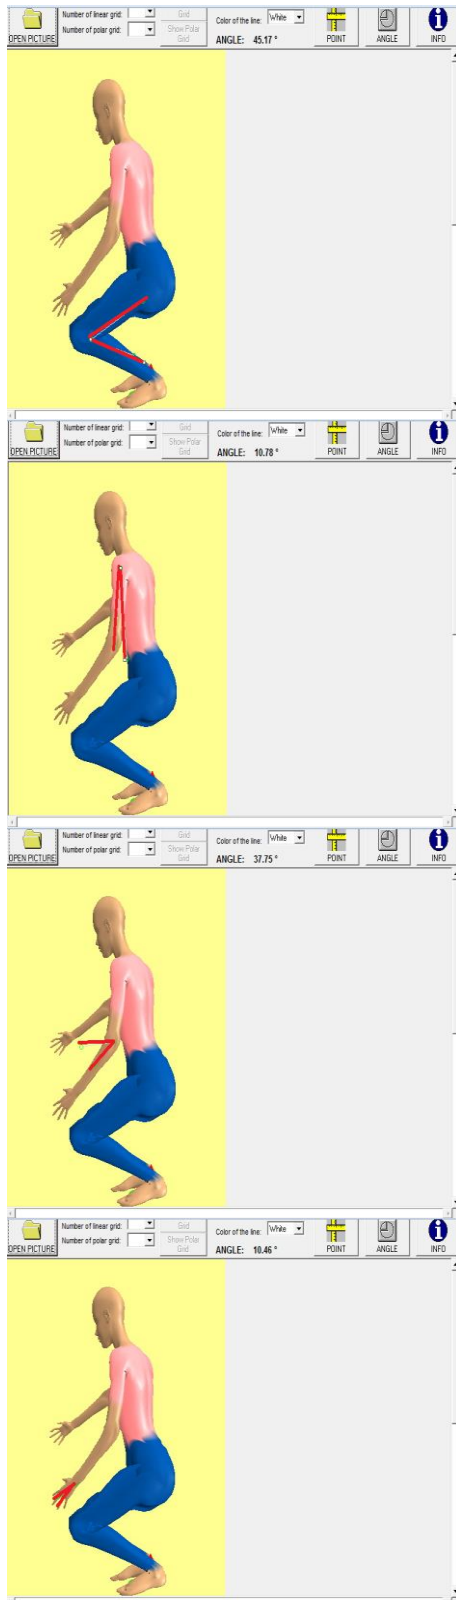 Number of linear grid: Grid Color of the line: White
OPEN PICTURE Number of polar grid: Show Polar Grid ANGLE: 45.17 ° POINT ANGLE INFO
Number of linear grid: Grid Color of the line: White
OPEN PICTURE Number of polar grid: Show Polar Grid ANGLE: 10.78 ° POINT ANGLE INFO
Number of linear grid: Grid Color of the line: White
OPEN PICTURE Number of polar grid: Show Polar Grid ANGLE: 37.75 ° POINT ANGLE INFO
Number of linear grid: Grid Color of the line: White
OPEN PICTURE Number of polar grid: Show Polar Grid ANGLE: 10.46 ° POINT ANGLE INFO